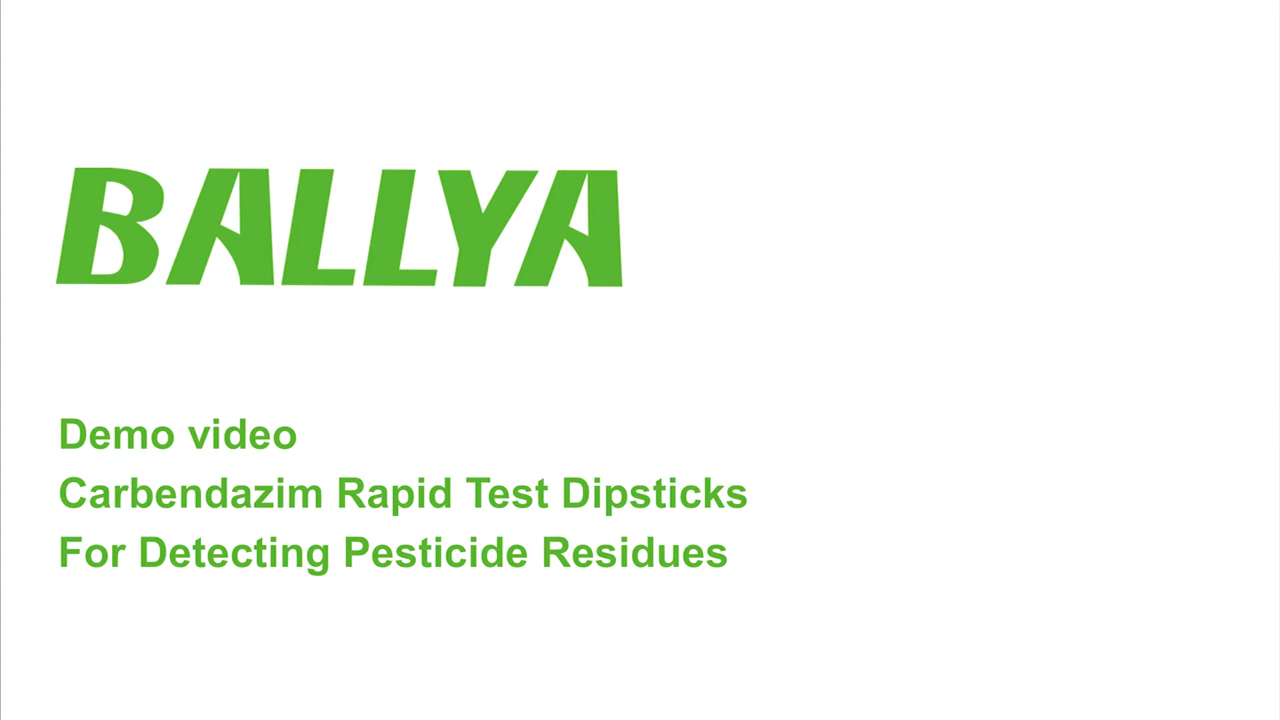 BALLYA
Demo video
Carbendazim Rapid Test Dipsticks
For Detecting Pesticide Residues